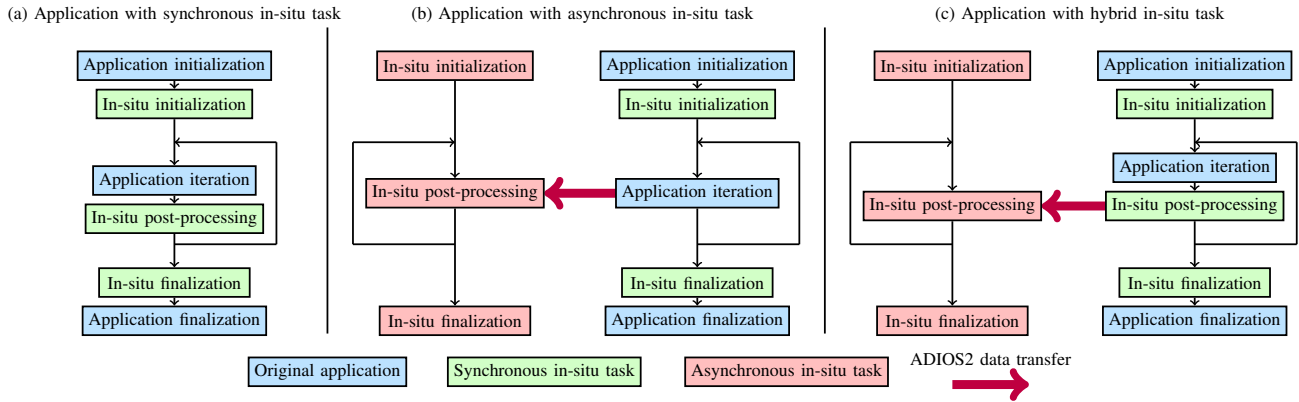 (a) Application with synchronous in-situ task
Application initialization
In-situ initialization
Application iteration
In-situ post-processing
In-situ finalization
Application finalization
(b) Application with asynchronous in-situ task
In-situ initialization
In-situ post-processing
In-situ finalization
Application initialization
In-situ initialization
Application iteration
In-situ finalization
Application finalization
(c) Application with hybrid in-situ task
In-situ initialization
In-situ post-processing
In-situ finalization
Application initialization
In-situ initialization
Application iteration
In-situ post-processing
In-situ finalization
Application finalization
Original application
Synchronous in-situ task
Asynchronous in-situ task
ADIOS2 data transfer